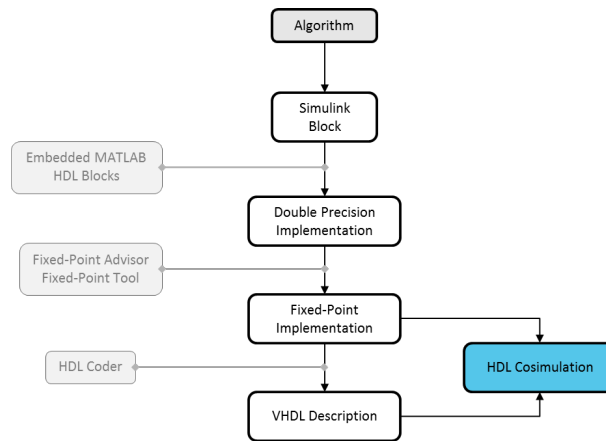 Algorithm
Simulink
Block
Embedded MATLAB
HDL Blocks
Double Precision
Implementation
Fixed-Point Advisor
Fixed-Point Tool
Fixed-Point
Implementation
HDL Coder
HDL Cosimulation
VHDL Description